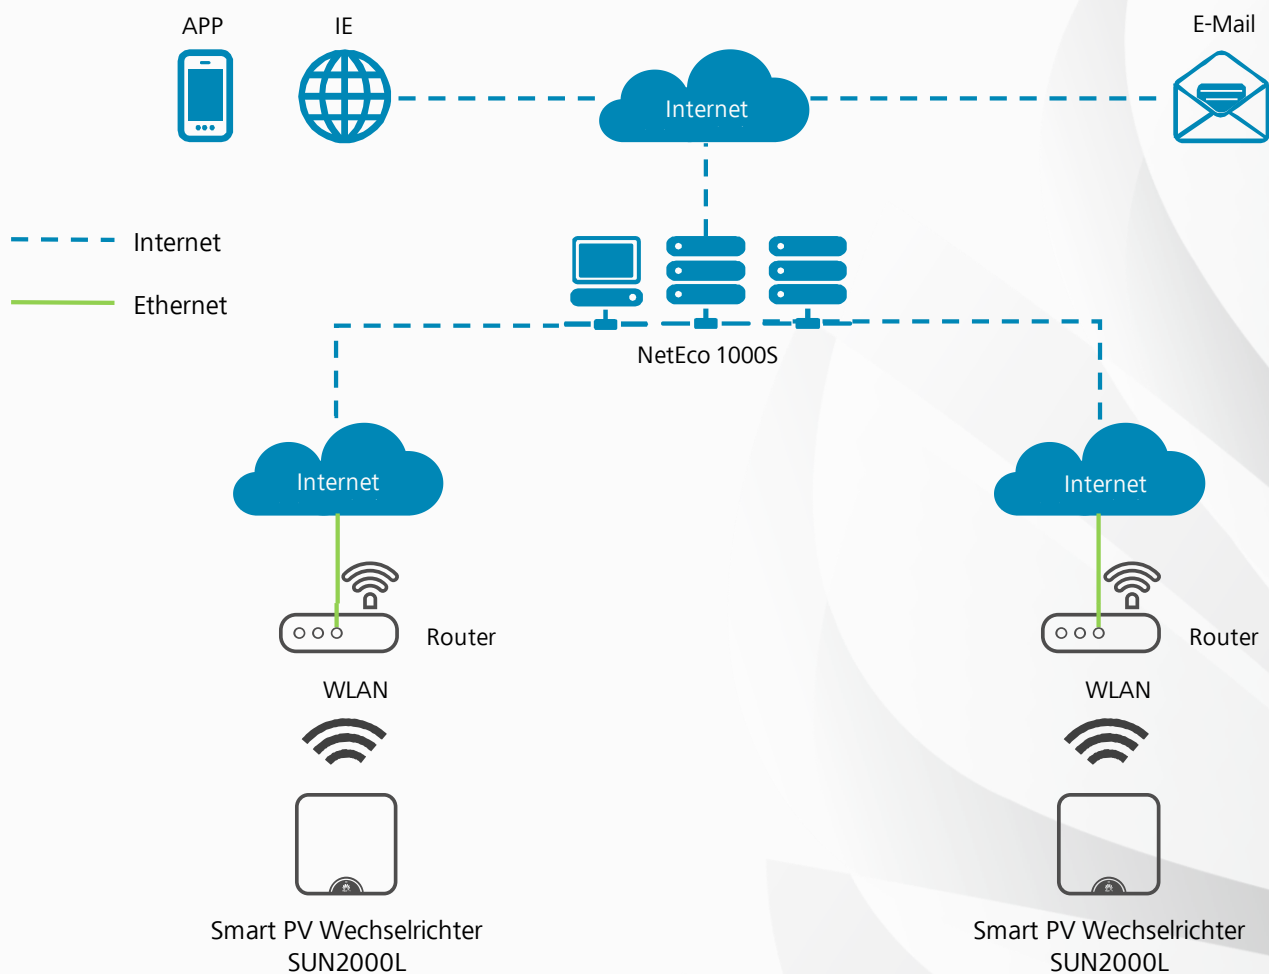 APP
IE
E-Mail
Internet
Internet
Ethernet
NetEco 1000S
Internet
Internet
Router
Router
WLAN
WLAN
Smart PV Wechselrichter
SUN2000L
Smart PV Wechselrichter
SUN2000L